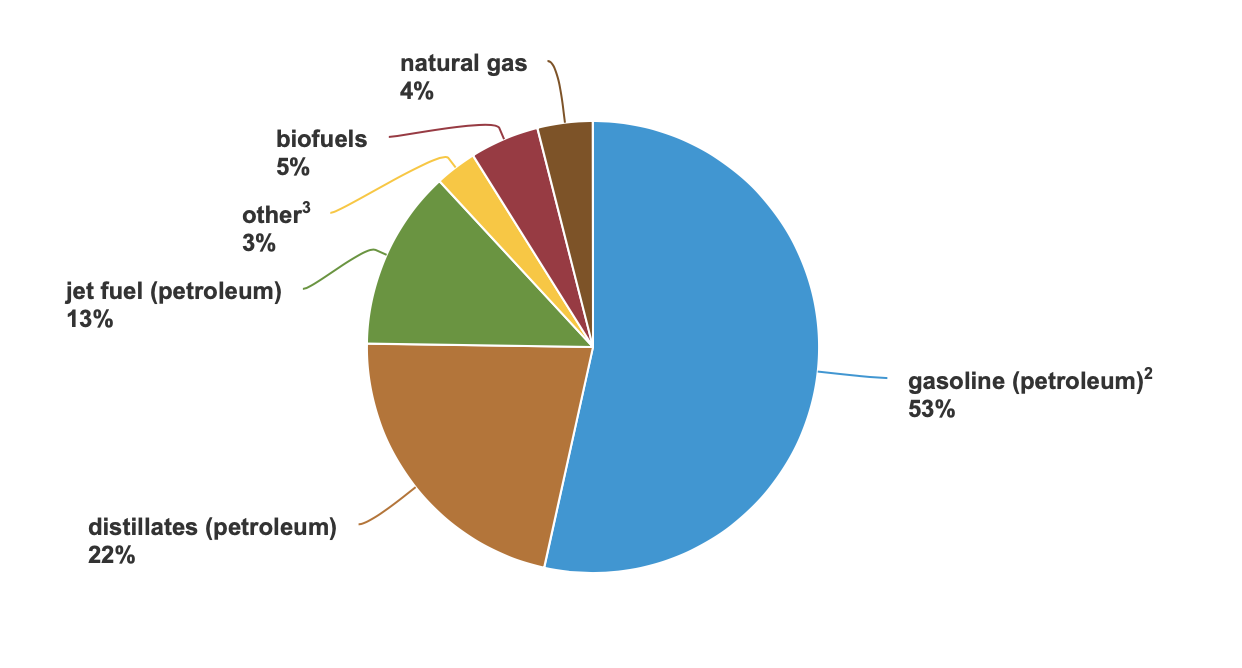 natural gas
4%
biofuels
5%
other³
3%
jet fuel (petroleum)
13%
gasoline (petroleum)²
53%
distillates (petroleum)
22%